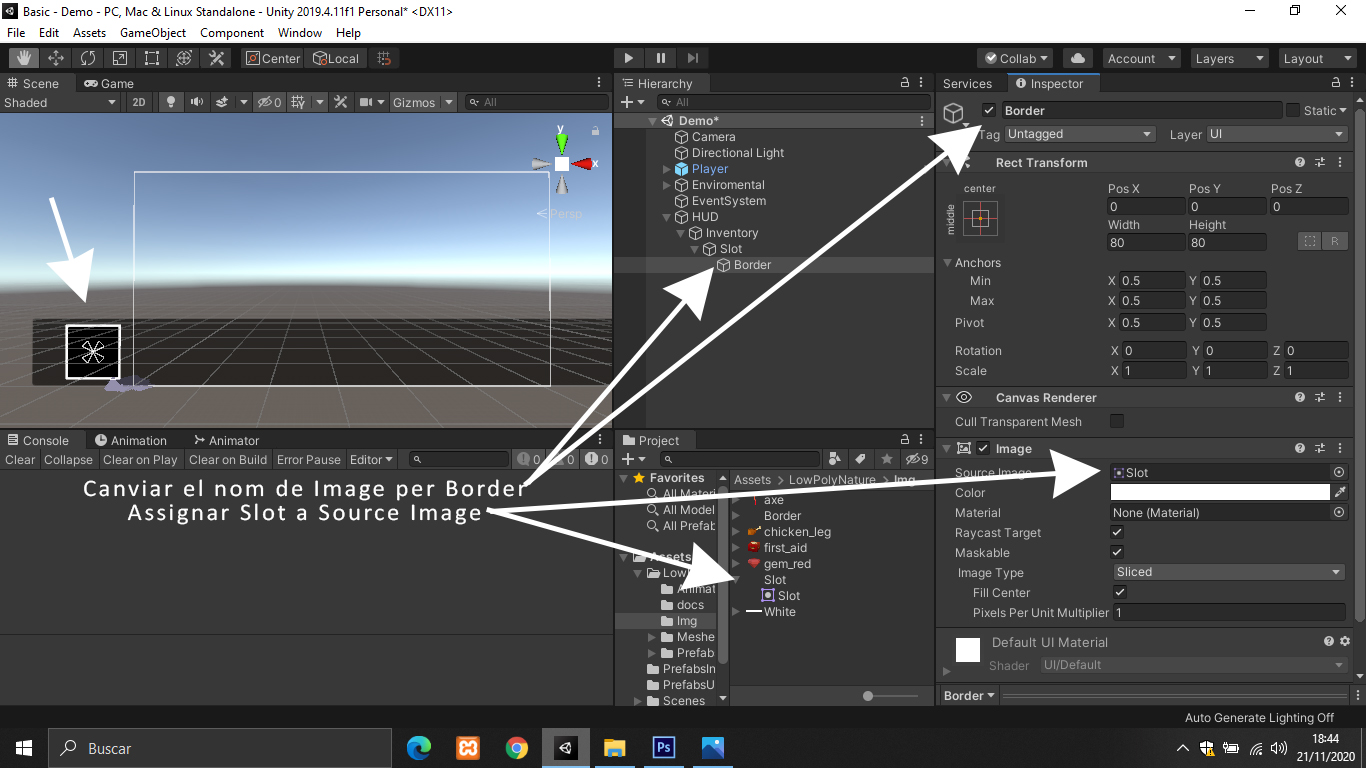 Basic - Demo - PC, Mac & Linux Standalone - Unity 2019.4.11f1 Personal* <DX11>
File Edit Assets GameObject Component Window Help
Center Local
Collab Account Layers Layout
Scene Game
Shaded 2D 0 Gizmos All
y
x
Persp
Hierarchy
All
Demo*
Camera
Directional Light
Player
Enviromental
EventSystem
HUD
Inventory
Slot
Border
Services Inspector
Border Static
Tag Untagged Layer UI
Rect Transform
center
middle
Pos X Pos Y Pos Z
0 0 0
Width Height
80 80
R
Anchors
Min X 0.5 Y 0.5
Max X 0.5 Y 0.5
Pivot X 0.5 Y 0.5
Rotation X 0 Y 0 Z 0
Scale X 1 Y 1 Z 1
Canvas Renderer
Cull Transparent Mesh
Image
Source Image Slot
Color
Material None (Material)
Raycast Target
Maskable
Image Type Sliced
Fill Center
Pixels Per Unit Multiplier 1
Default UI Material
Shader UI/Default
Border
Console Animation Animator
Clear Collapse Clear on Play Clear on Build Error Pause Editor 0 0 0
Canviar el nom de Image per Border
Assignar Slot a Source Image
Project
9
Favorites
All Materi
All Model
All Prefab
Assets
Low
Animat
docs
Img
Meshe
Prefab
PrefabsIn
PrefabsU
Scenes
Assets > LowPolyNature > Img
axe
Border
chicken_leg
first_aid
gem_red
Slot
Slot
White
Auto Generate Lighting Off
Buscar
Ps
18:44
21/11/2020